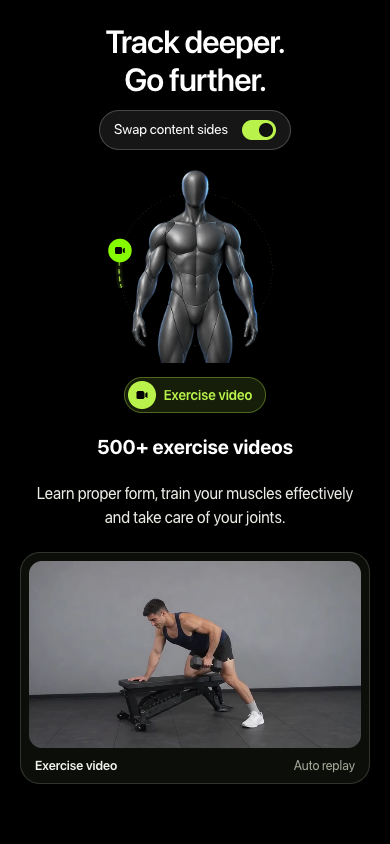 Track deeper.
Go further.
Swap content sides
Exercise video
500+ exercise videos
Learn proper form, train your muscles effectively
and take care of your joints.
Exercise video
Auto replay